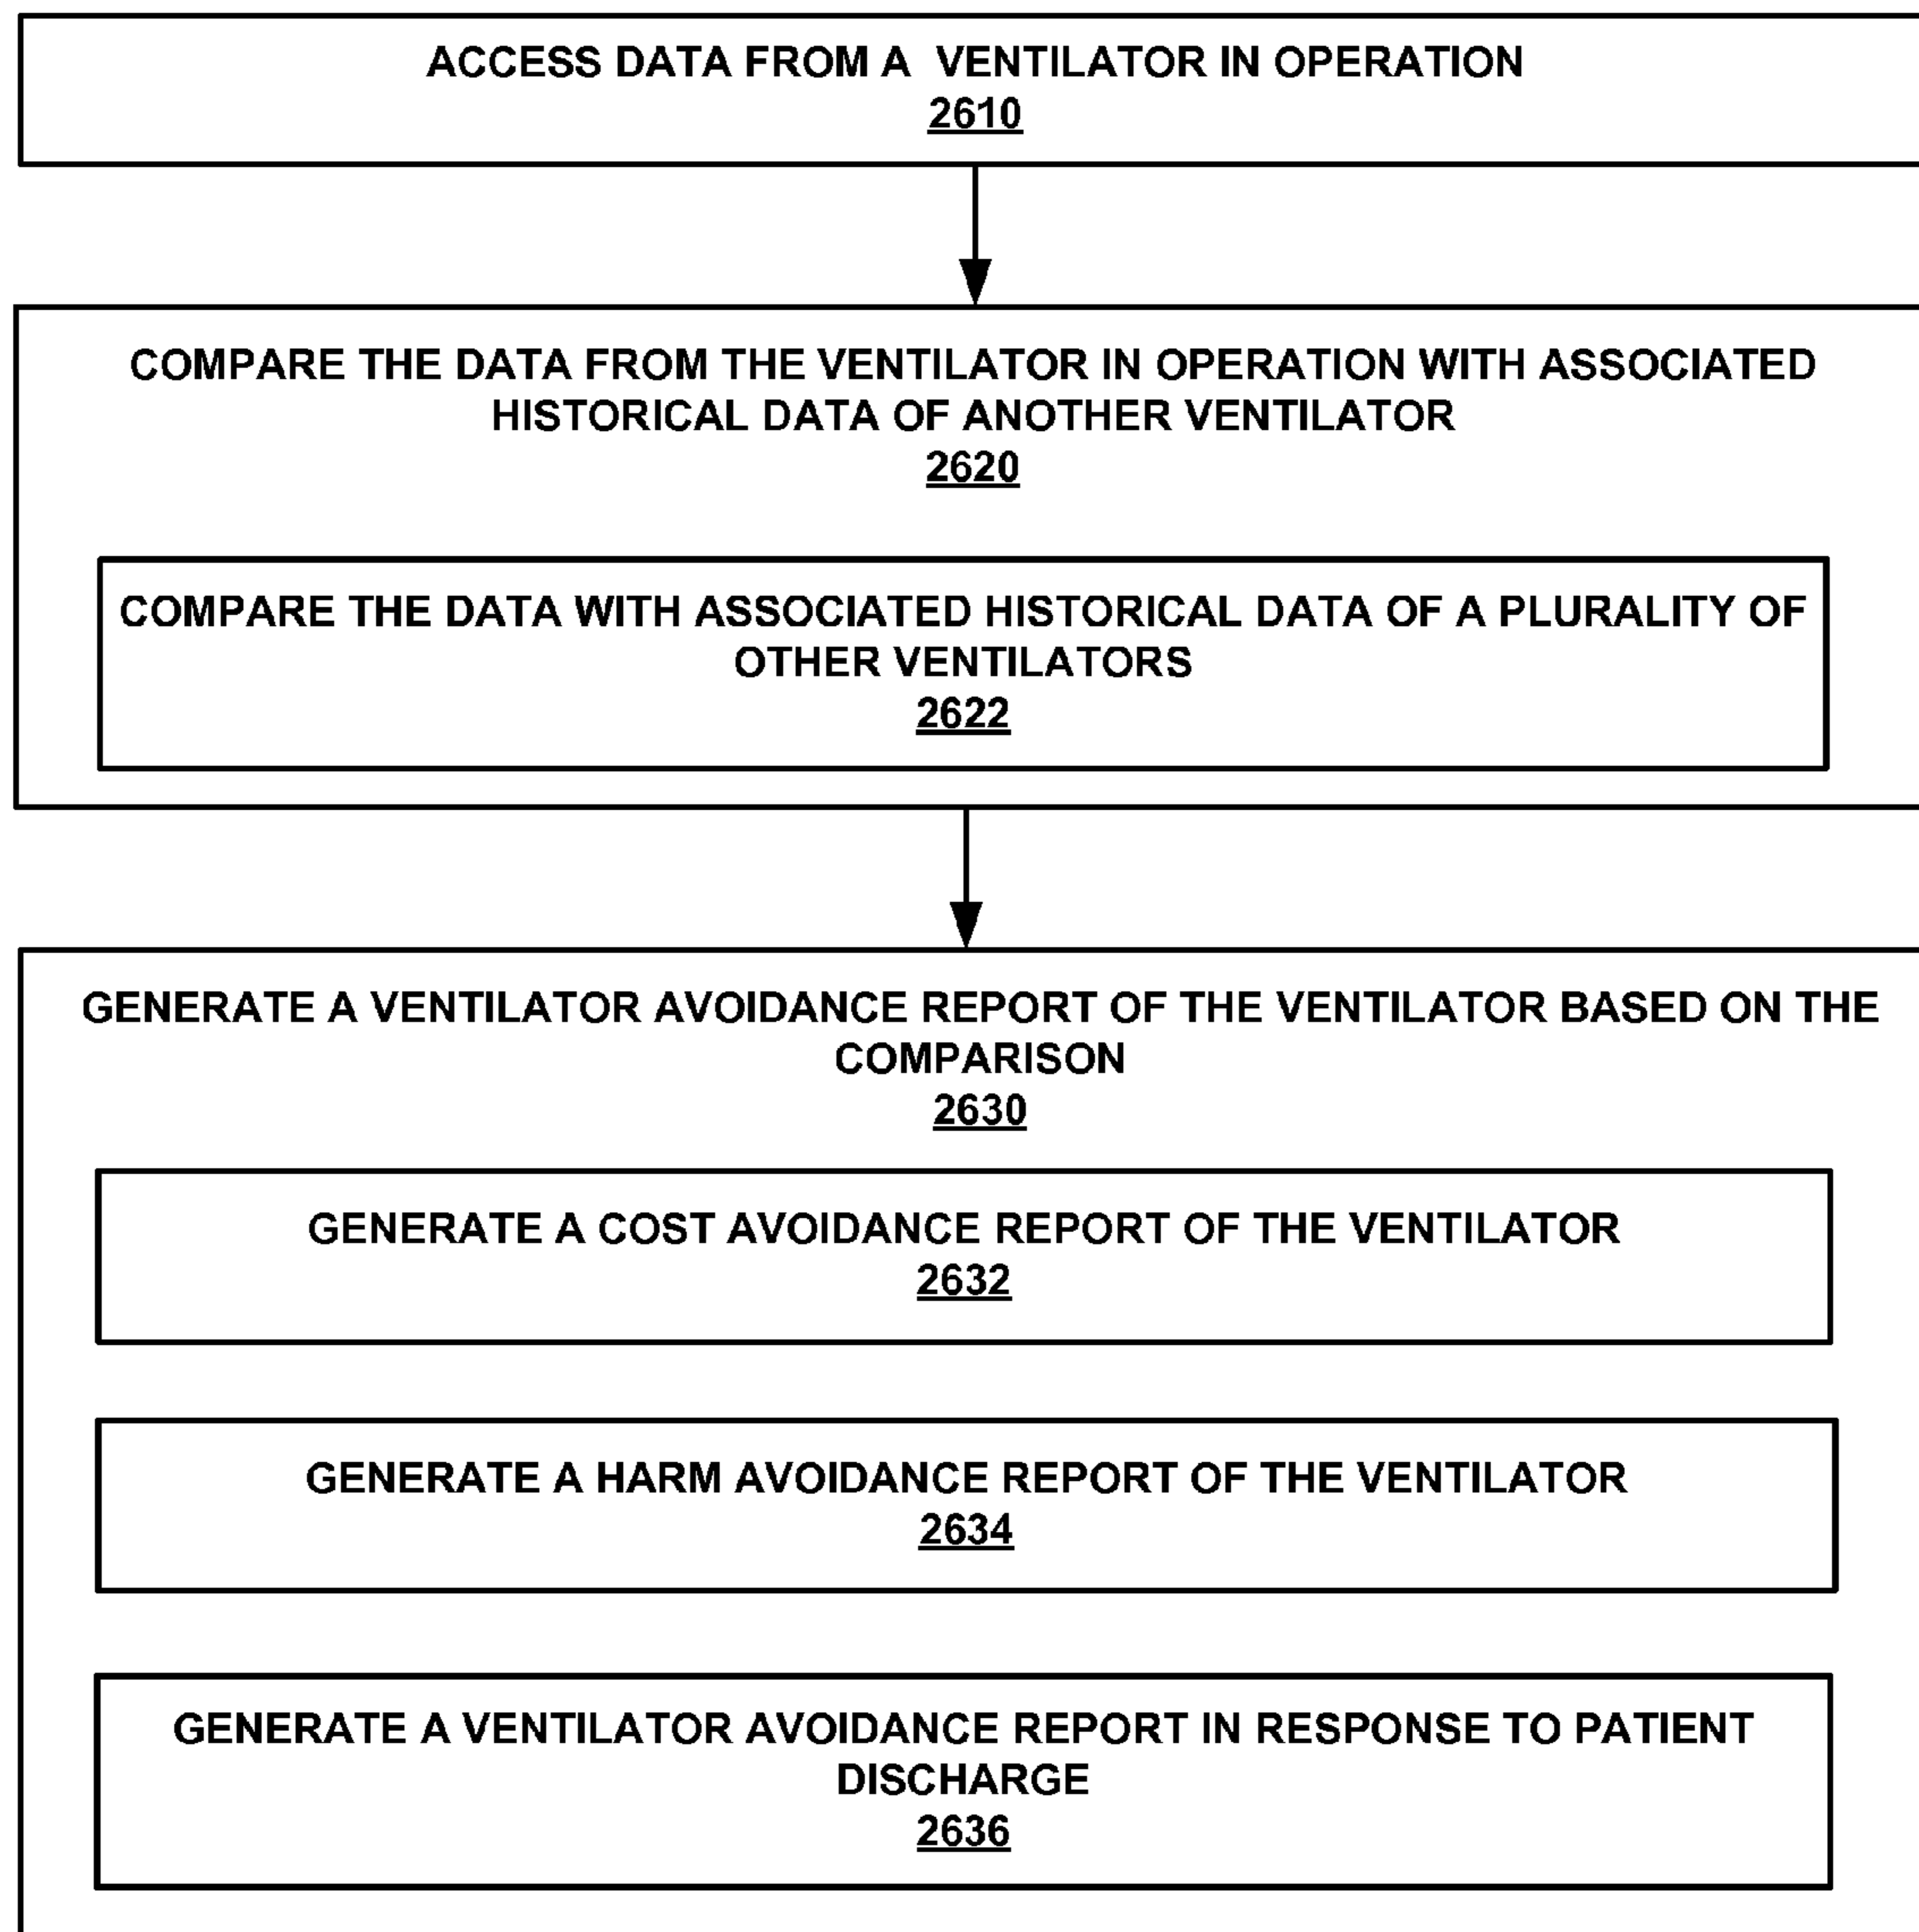 ACCESS DATA FROM A VENTILATOR IN OPERATION
2610
COMPARE THE DATA FROM THE VENTILATOR IN OPERATION WITH ASSOCIATED
HISTORICAL DATA OF ANOTHER VENTILATOR
2620
COMPARE THE DATA WITH ASSOCIATED HISTORICAL DATA OF A PLURALITY OF
OTHER VENTILATORS
2622
GENERATE A VENTILATOR AVOIDANCE REPORT OF THE VENTILATOR BASED ON THE
COMPARISON
2630
GENERATE A COST AVOIDANCE REPORT OF THE VENTILATOR
2632
GENERATE A HARM AVOIDANCE REPORT OF THE VENTILATOR
2634
GENERATE A VENTILATOR AVOIDANCE REPORT IN RESPONSE TO PATIENT
DISCHARGE
2636